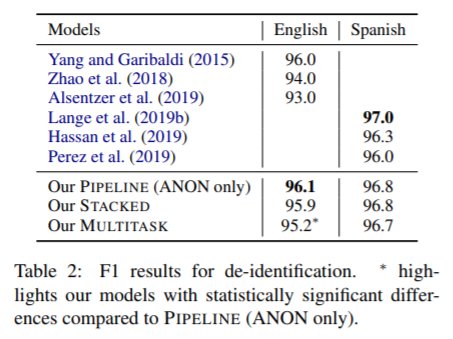 Models English Spanish
Yang and Garibaldi (2015) 96.0
Zhao et al. (2018) 94.0
Alsentzer et al. (2019) 93.0
Lange et al. (2019b) 97.0
Hassan et al. (2019) 96.3
Perez et al. (2019) 96.0
Our PIPELINE (ANON only) 96.1 96.8
Our STACKED 95.9 96.8
Our MULTITASK 95.2* 96.7
Table 2: F1 results for de-identification. * high-
lights our models with statistically significant differ-
ences compared to PIPELINE (ANON only).